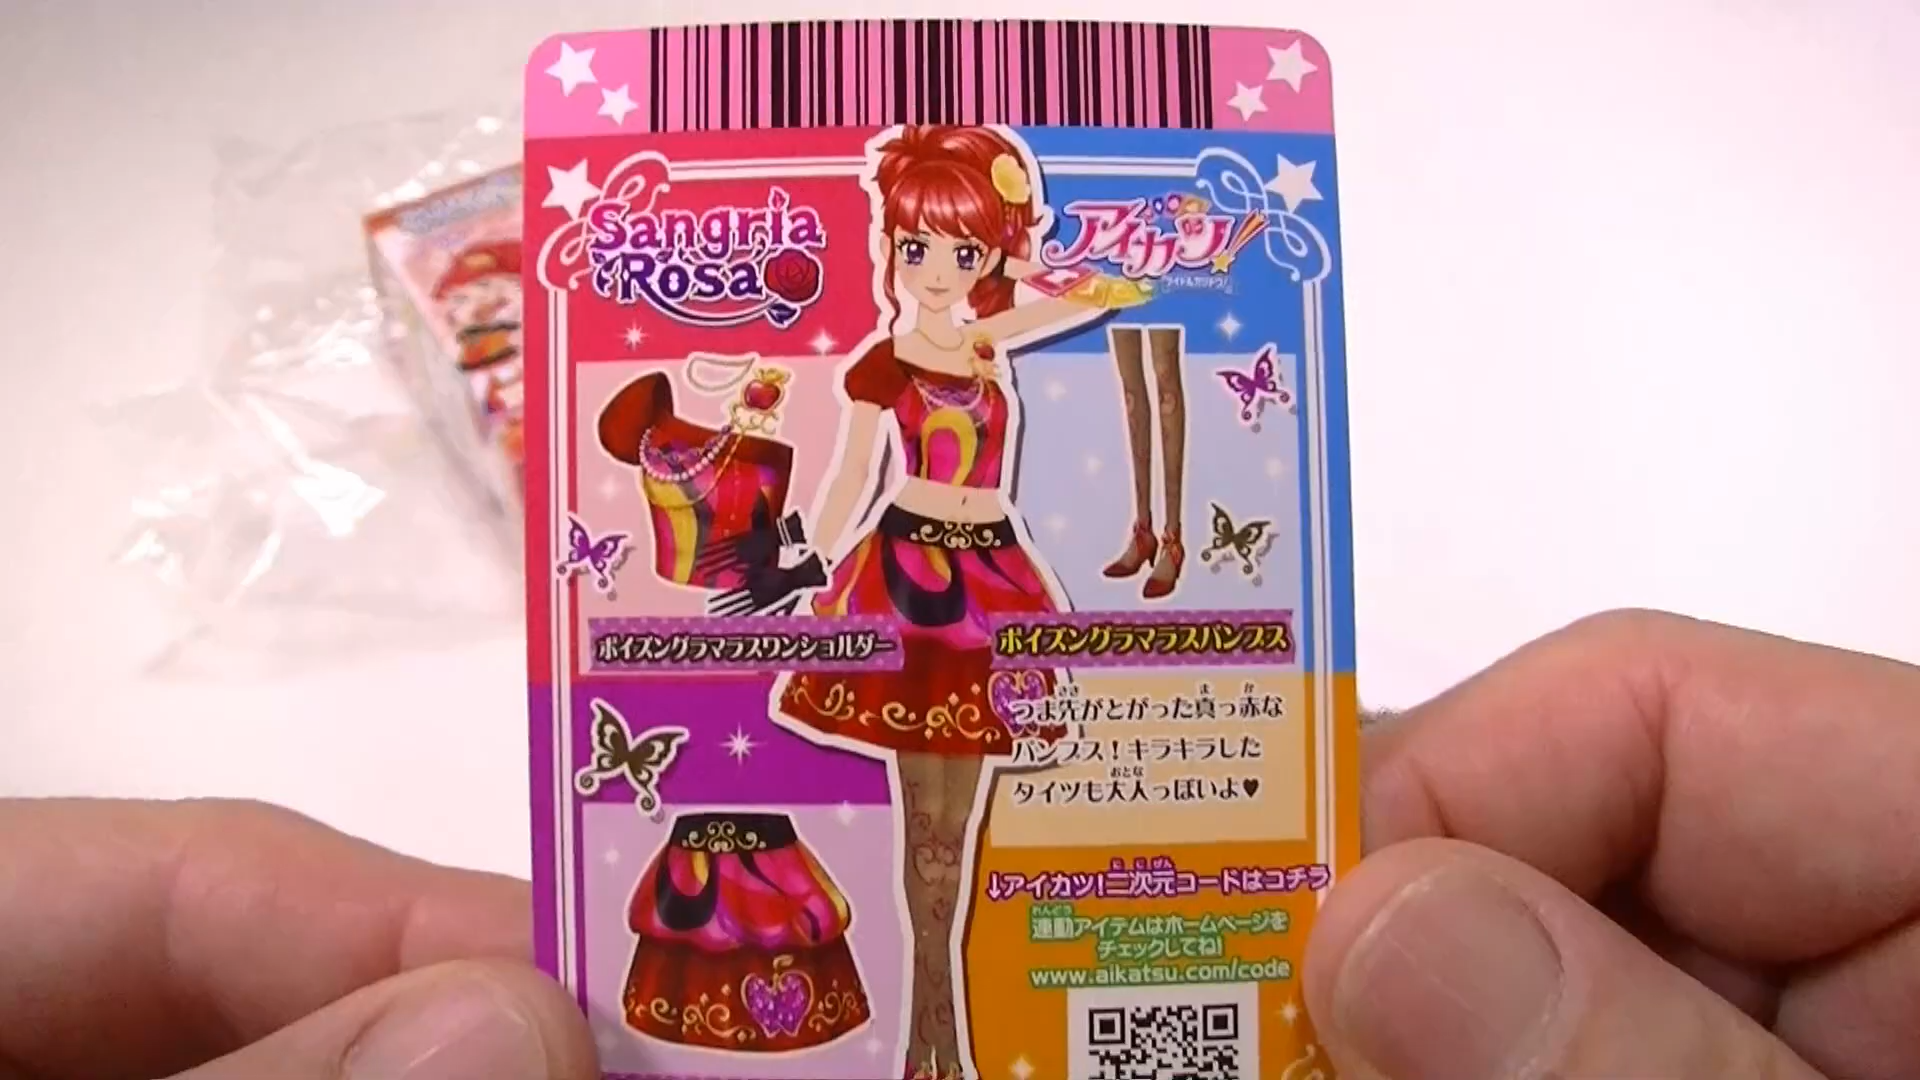 Sangria
Rosa
アイカツ!
ポイズングラマラスワンショルダー
ポイズングラマラスパンプス
つま先がとがった真っ赤な
パンプス!キラキラした
タイツも大人っぽいよ♥
↓アイカツ!二次元コードはコチラ
連動アイテムはホームページを
チェックしてね!
www.aikatsu.com/code